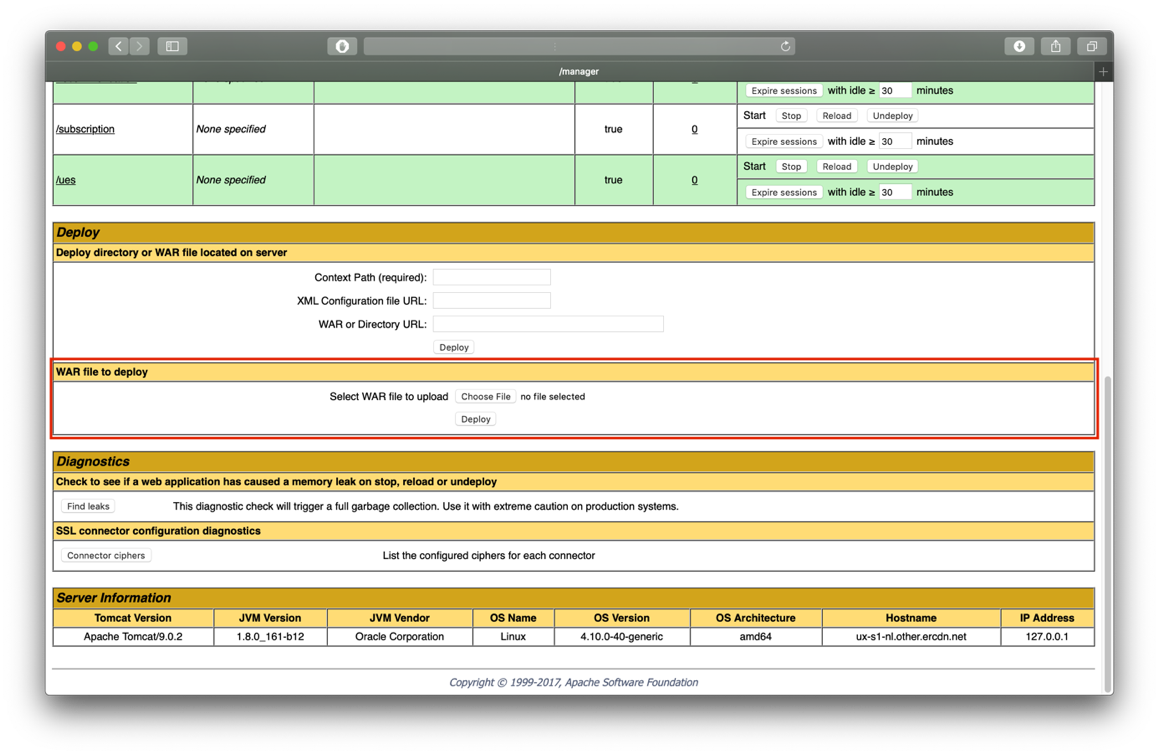 /manager
Expire sessions with idle ≥ 30 minutes
/subscription None specified true 0 Start Stop Reload Undeploy
Expire sessions with idle ≥ 30 minutes
/ues None specified true 0 Start Stop Reload Undeploy
Expire sessions with idle ≥ 30 minutes
Deploy
Deploy directory or WAR file located on server
Context Path (required):
XML Configuration file URL:
WAR or Directory URL:
Deploy
WAR file to deploy
Select WAR file to upload Choose File no file selected
Deploy
Diagnostics
Check to see if a web application has caused a memory leak on stop, reload or undeploy
Find leaks This diagnostic check will trigger a full garbage collection. Use it with extreme caution on production systems.
SSL connector configuration diagnostics
Connector ciphers List the configured ciphers for each connector
Server Information
Tomcat Version JVM Version JVM Vendor OS Name OS Version OS Architecture Hostname IP Address
Apache Tomcat/9.0.2 1.8.0_161-b12 Oracle Corporation Linux 4.10.0-40-generic amd64 ux-s1-nl.other.ercdn.net 127.0.0.1
Copyright © 1999-2017, Apache Software Foundation